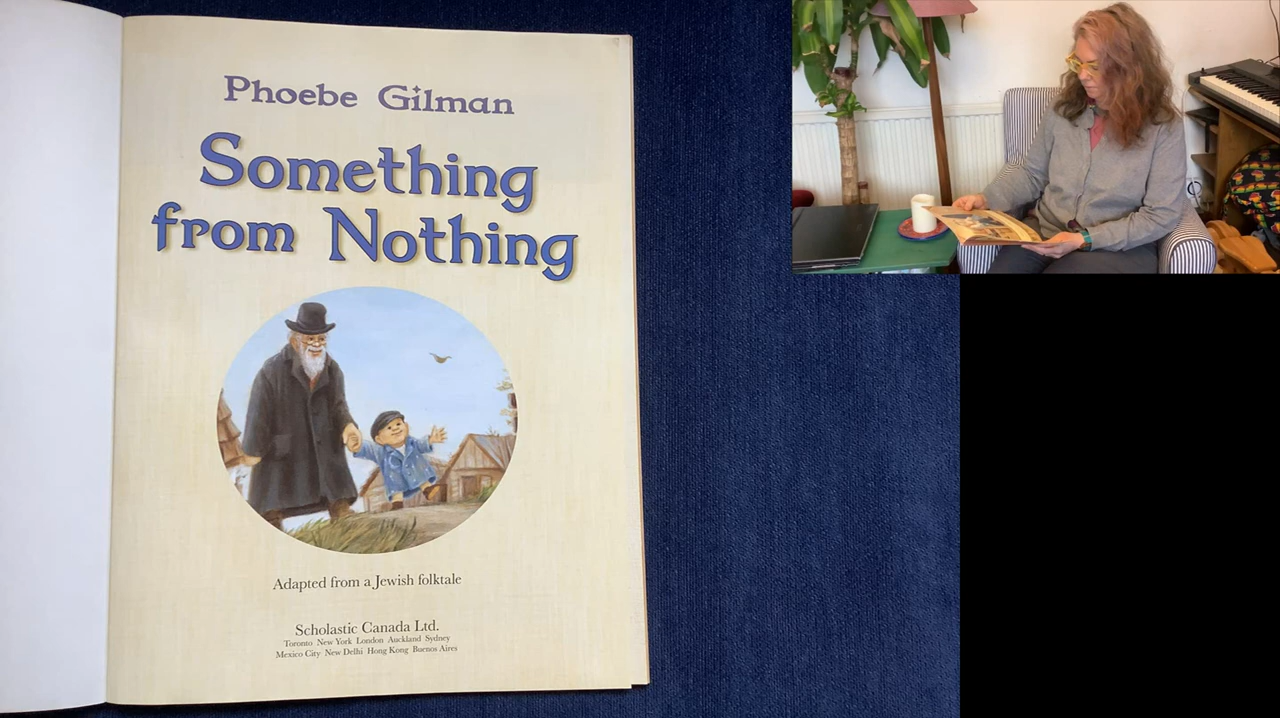 Phoebe Gilman
Something
from Nothing
Adapted from a Jewish folktale
Scholastic Canada Ltd.
Toronto New York London Auckland Sydney
Mexico City New Delhi Hong Kong Buenos Aires